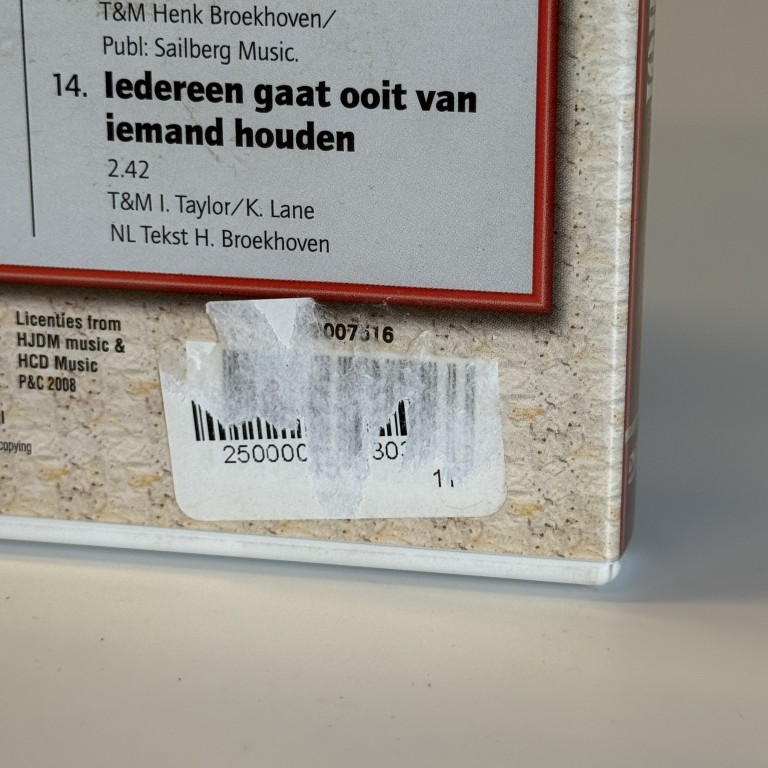 T&M Henk Broekhoven/
Publ: Sailberg Music.
14. Iedereen gaat ooit van
iemand houden
2.42
T&M I. Taylor/K. Lane
NL Tekst H. Broekhoven
Licenties from
HJDM music &
HCD Music
P&C 2008
copying